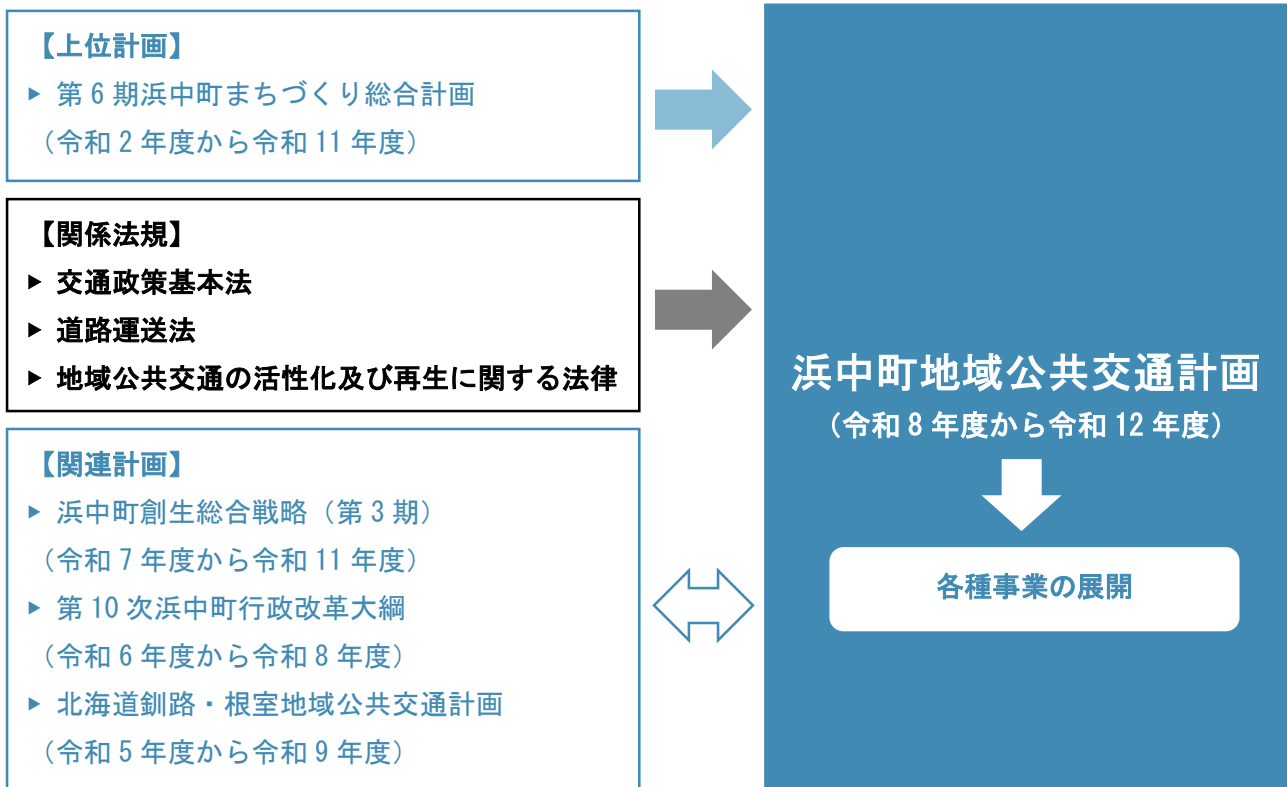 【上位計画】
▶ 第6期浜中町まちづくり総合計画
（令和2年度から令和11年度）
【関係法規】
▶ 交通政策基本法
▶ 道路運送法
▶ 地域公共交通の活性化及び再生に関する法律
【関連計画】
▶ 浜中町創生総合戦略（第3期）
（令和7年度から令和11年度）
▶ 第10次浜中町行政改革大綱
（令和6年度から令和8年度）
▶ 北海道釧路・根室地域公共交通計画
（令和5年度から令和9年度）
浜中町地域公共交通計画
（令和8年度から令和12年度）
各種事業の展開